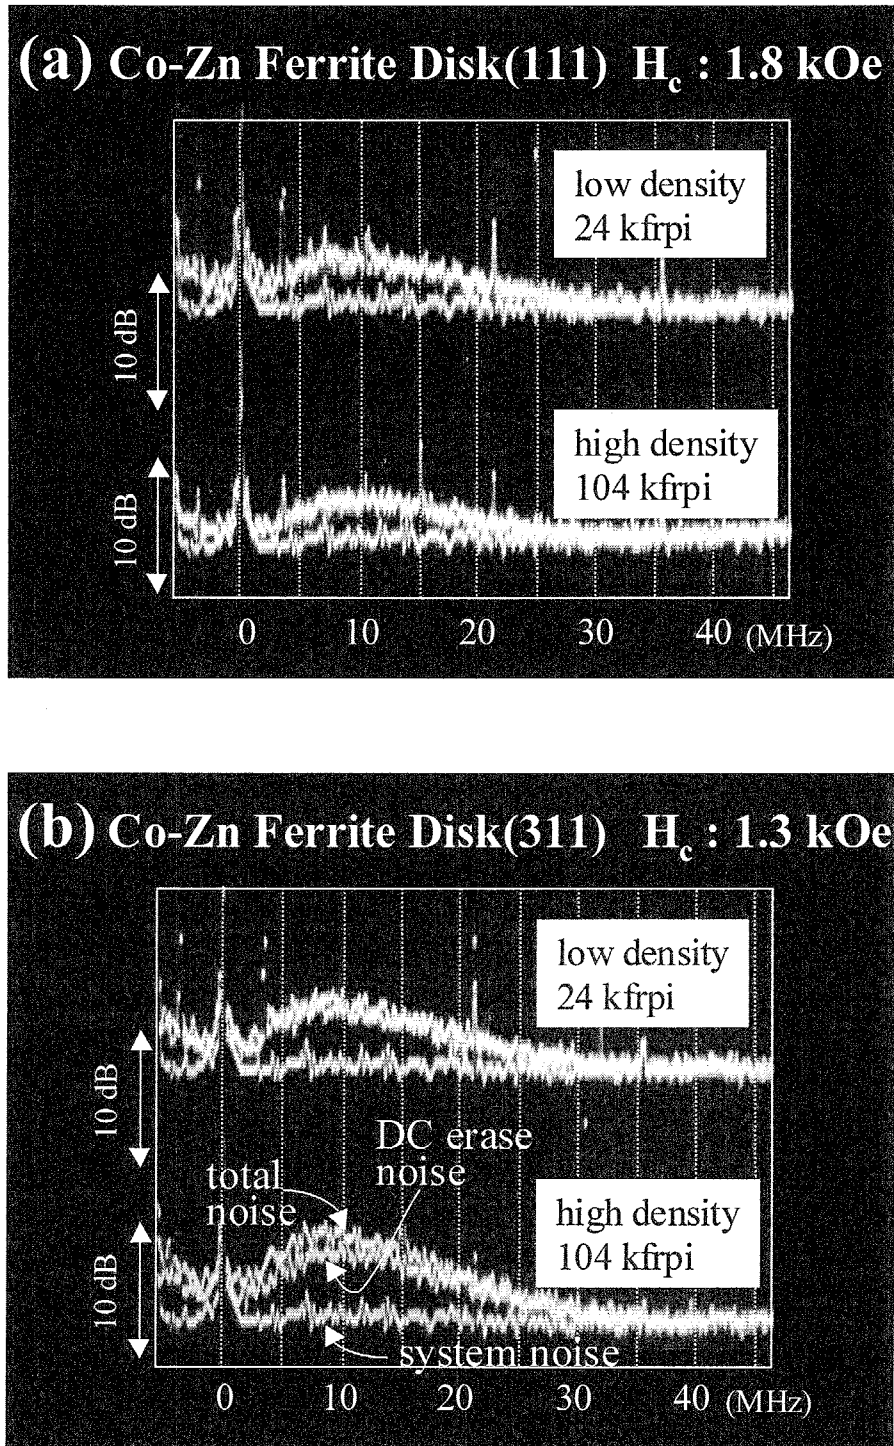 (a) Co-Zn Ferrite Disk(111) Hc : 1.8 kOe
low density
24 kfrpi
10 dB
high density
104 kfrpi
10 dB
0 10 20 30 40 (MHz)
(b) Co-Zn Ferrite Disk(311) Hc : 1.3 kOe
low density
24 kfrpi
10 dB
DC erase
noise
total
noise
high density
104 kfrpi
10 dB
system noise
0 10 20 30 40 (MHz)